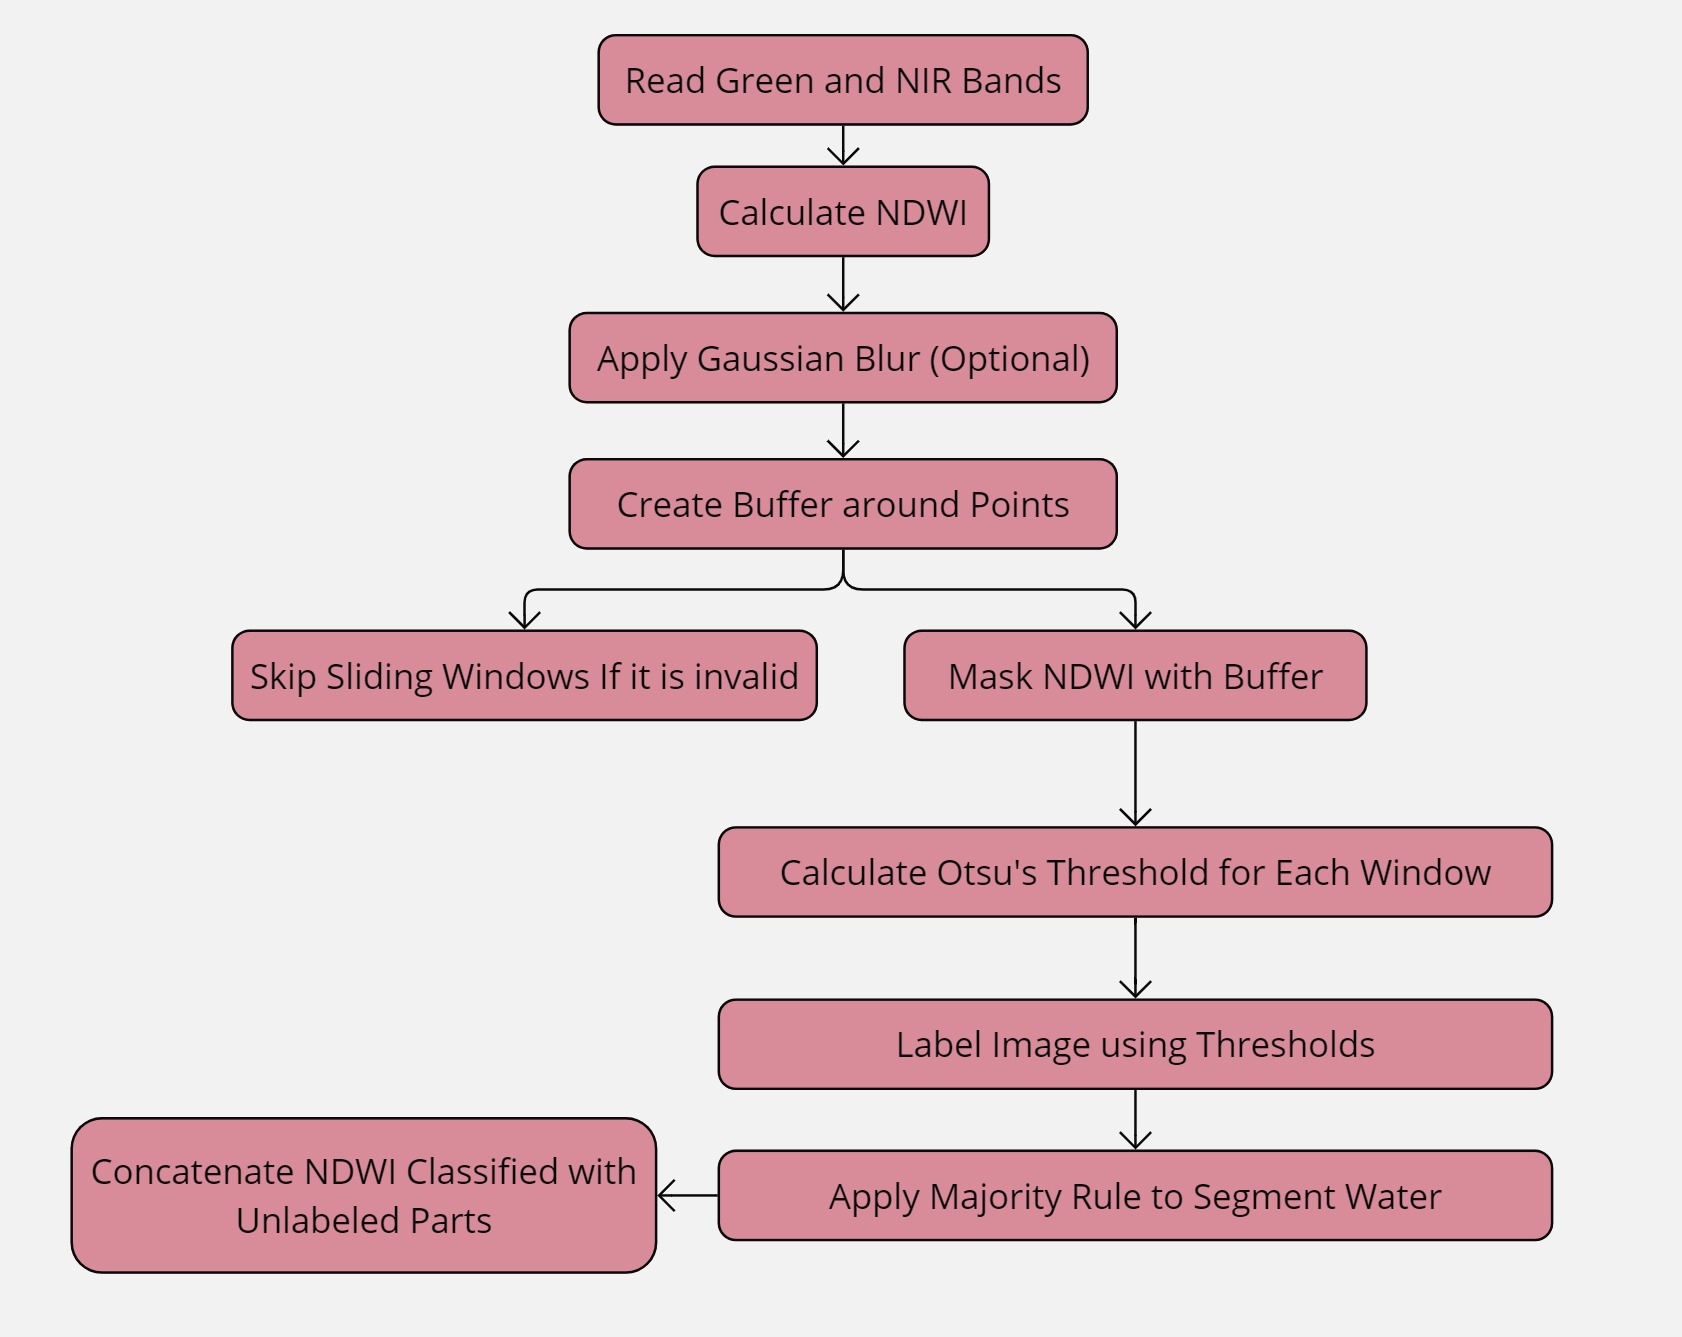 Read Green and NIR Bands
Calculate NDWI
Apply Gaussian Blur (Optional)
Create Buffer around Points
Skip Sliding Windows If it is invalid
Mask NDWI with Buffer
Calculate Otsu's Threshold for Each Window
Label Image using Thresholds
Apply Majority Rule to Segment Water
Concatenate NDWI Classified with
Unlabeled Parts